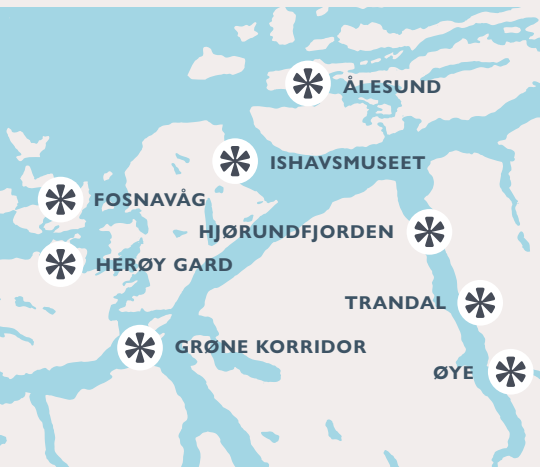 ÅLESUND
ISHAVSMUSEET
FOSNAVÅG
HJØRUNDFJORDEN
HERØY GARD
TRANDAL
GRØNE KORRIDOR
ØYE